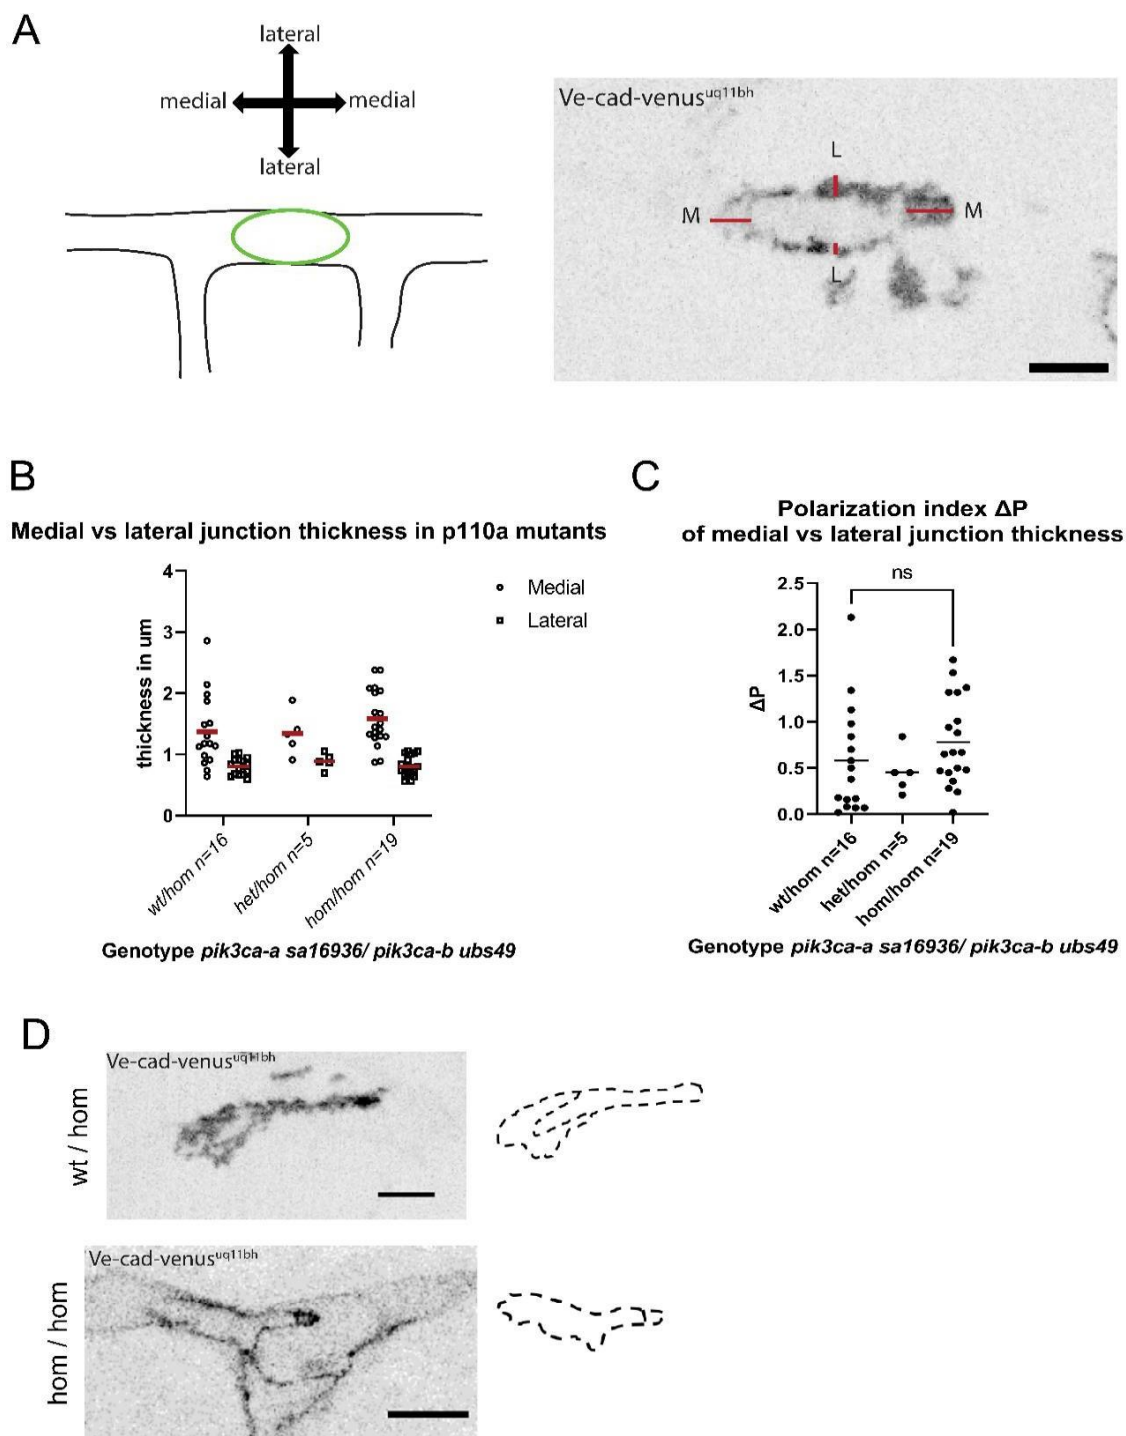 A
lateral
medial
medial
lateral
Ve-cad-venusuq11bh
L
M
M
L
B
Medial vs lateral junction thickness in p110a mutants
4
3
2
1
0
thickness in um
Medial
Lateral
wt/hom n=16
het/hom n=5
hom/hom n=19
Genotype pik3ca-a sa16936/ pik3ca-b ubs49
C
Polarization index ΔP
of medial vs lateral junction thickness
ns
2.5
2.0
1.5
1.0
0.5
0.0
ΔP
wt/hom n=16
het/hom n=5
hom/hom n=19
Genotype pik3ca-a sa16936/ pik3ca-b ubs49
D
wt / hom
Ve-cad-venusuq11bh
hom / hom
Ve-cad-venusuq11bh